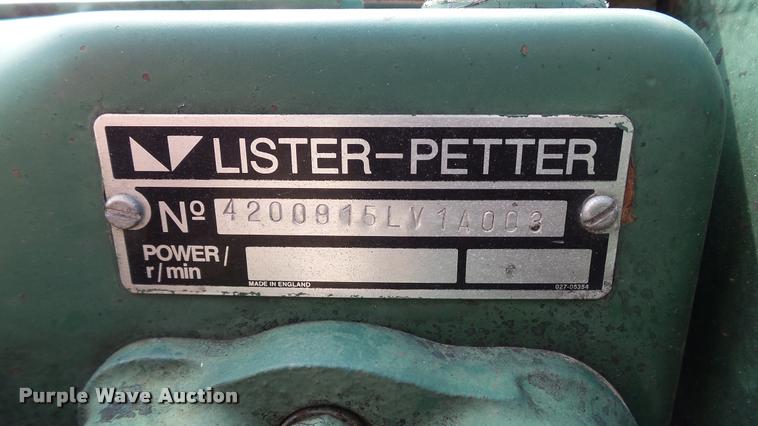 LISTER-PETTER
Nº 4200915LV1A003
POWER/
r/min
MADE IN ENGLAND
027-05354
Purple Wave Auction